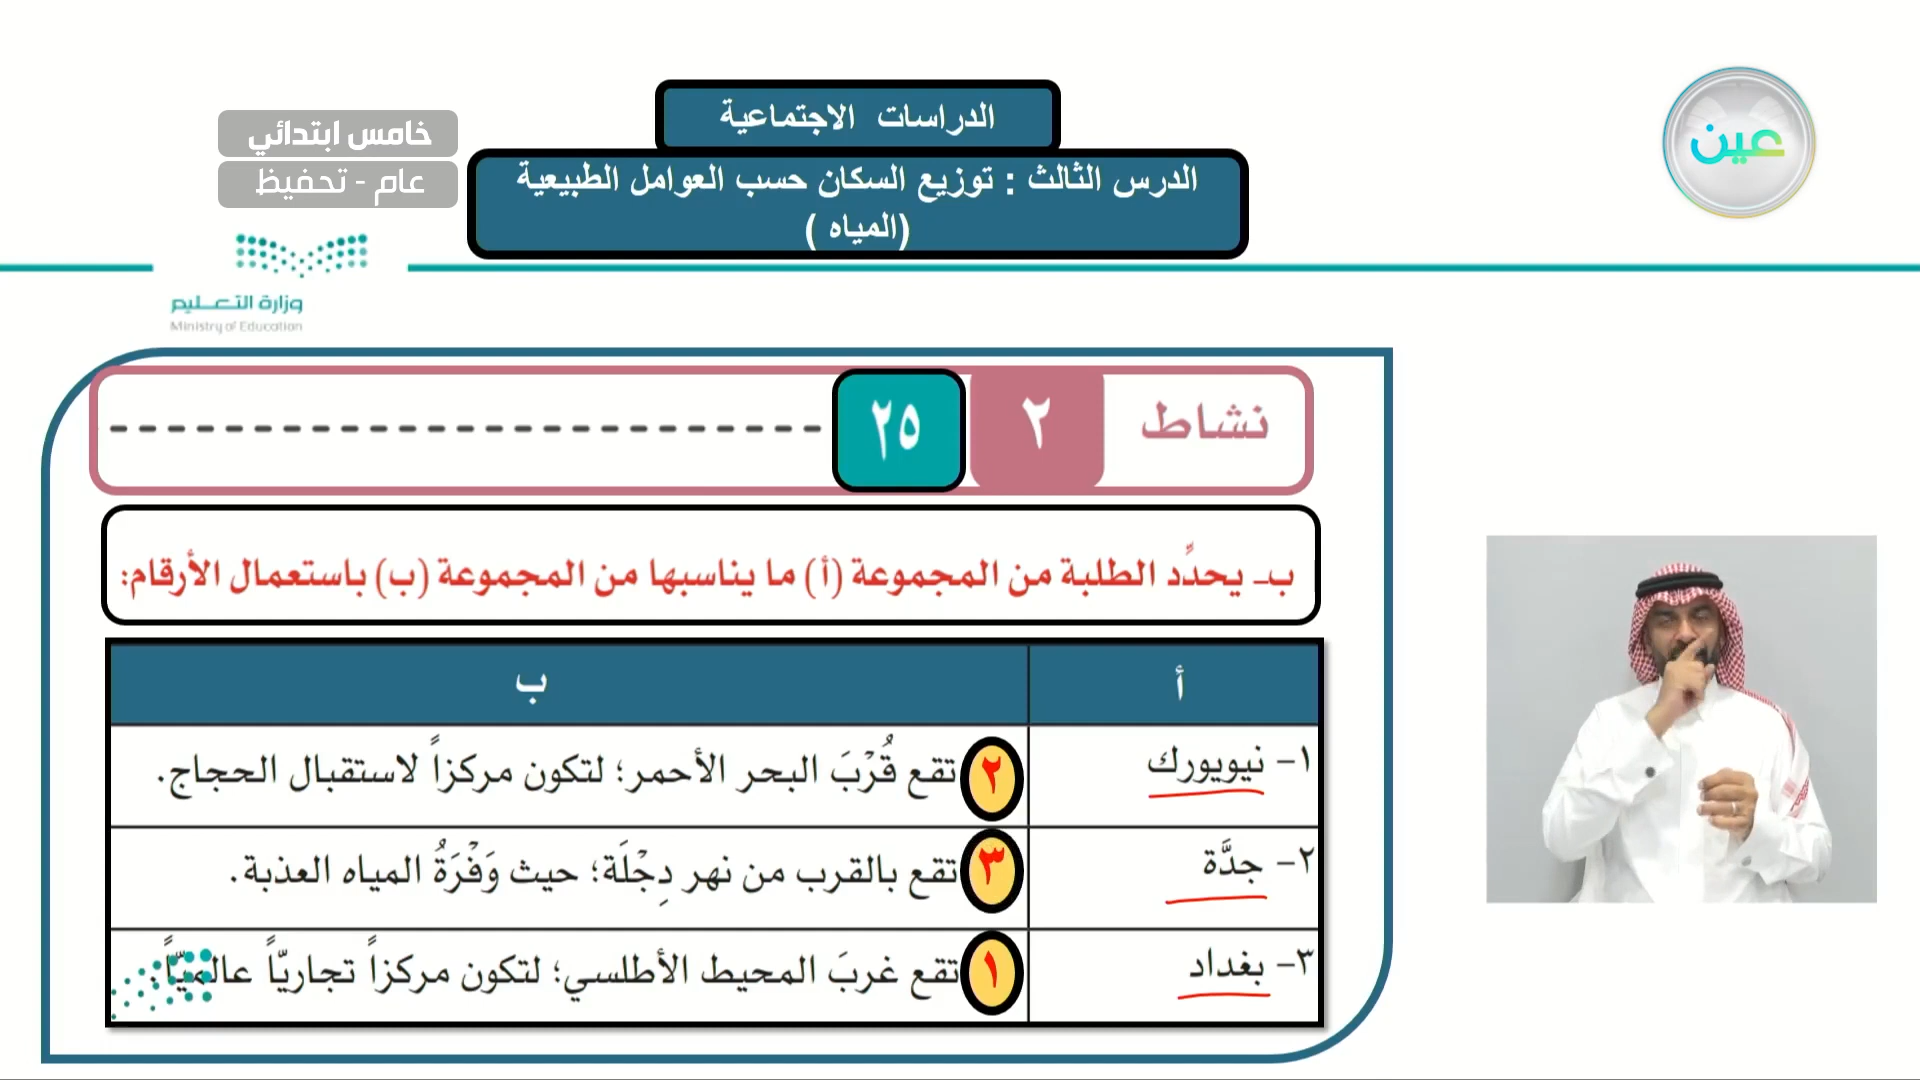 الدراسات الاجتماعية
عين
خامس ابتدائي
عام - تحفيظ
الدرس الثالث : توزيع السكان حسب العوامل الطبيعية
(المياه )
وزارة التعليم
Ministry of Education
نشاط ٢ ٢٥
ب- يحدِّد الطلبة من المجموعة (أ) ما يناسبها من المجموعة (ب) باستعمال الأرقام:
أ ب
١- نيويورك ٢ تقع قُرْبَ البحر الأحمر؛ لتكون مركزاً لاستقبال الحجاج.
٢- جدَّة ٣ تقع بالقرب من نهر دِجْلَة؛ حيث وَفْرَةُ المياه العذبة.
٣- بغداد ١ تقع غربَ المحيط الأطلسي؛ لتكون مركزاً تجاريّاً عالميّاً.